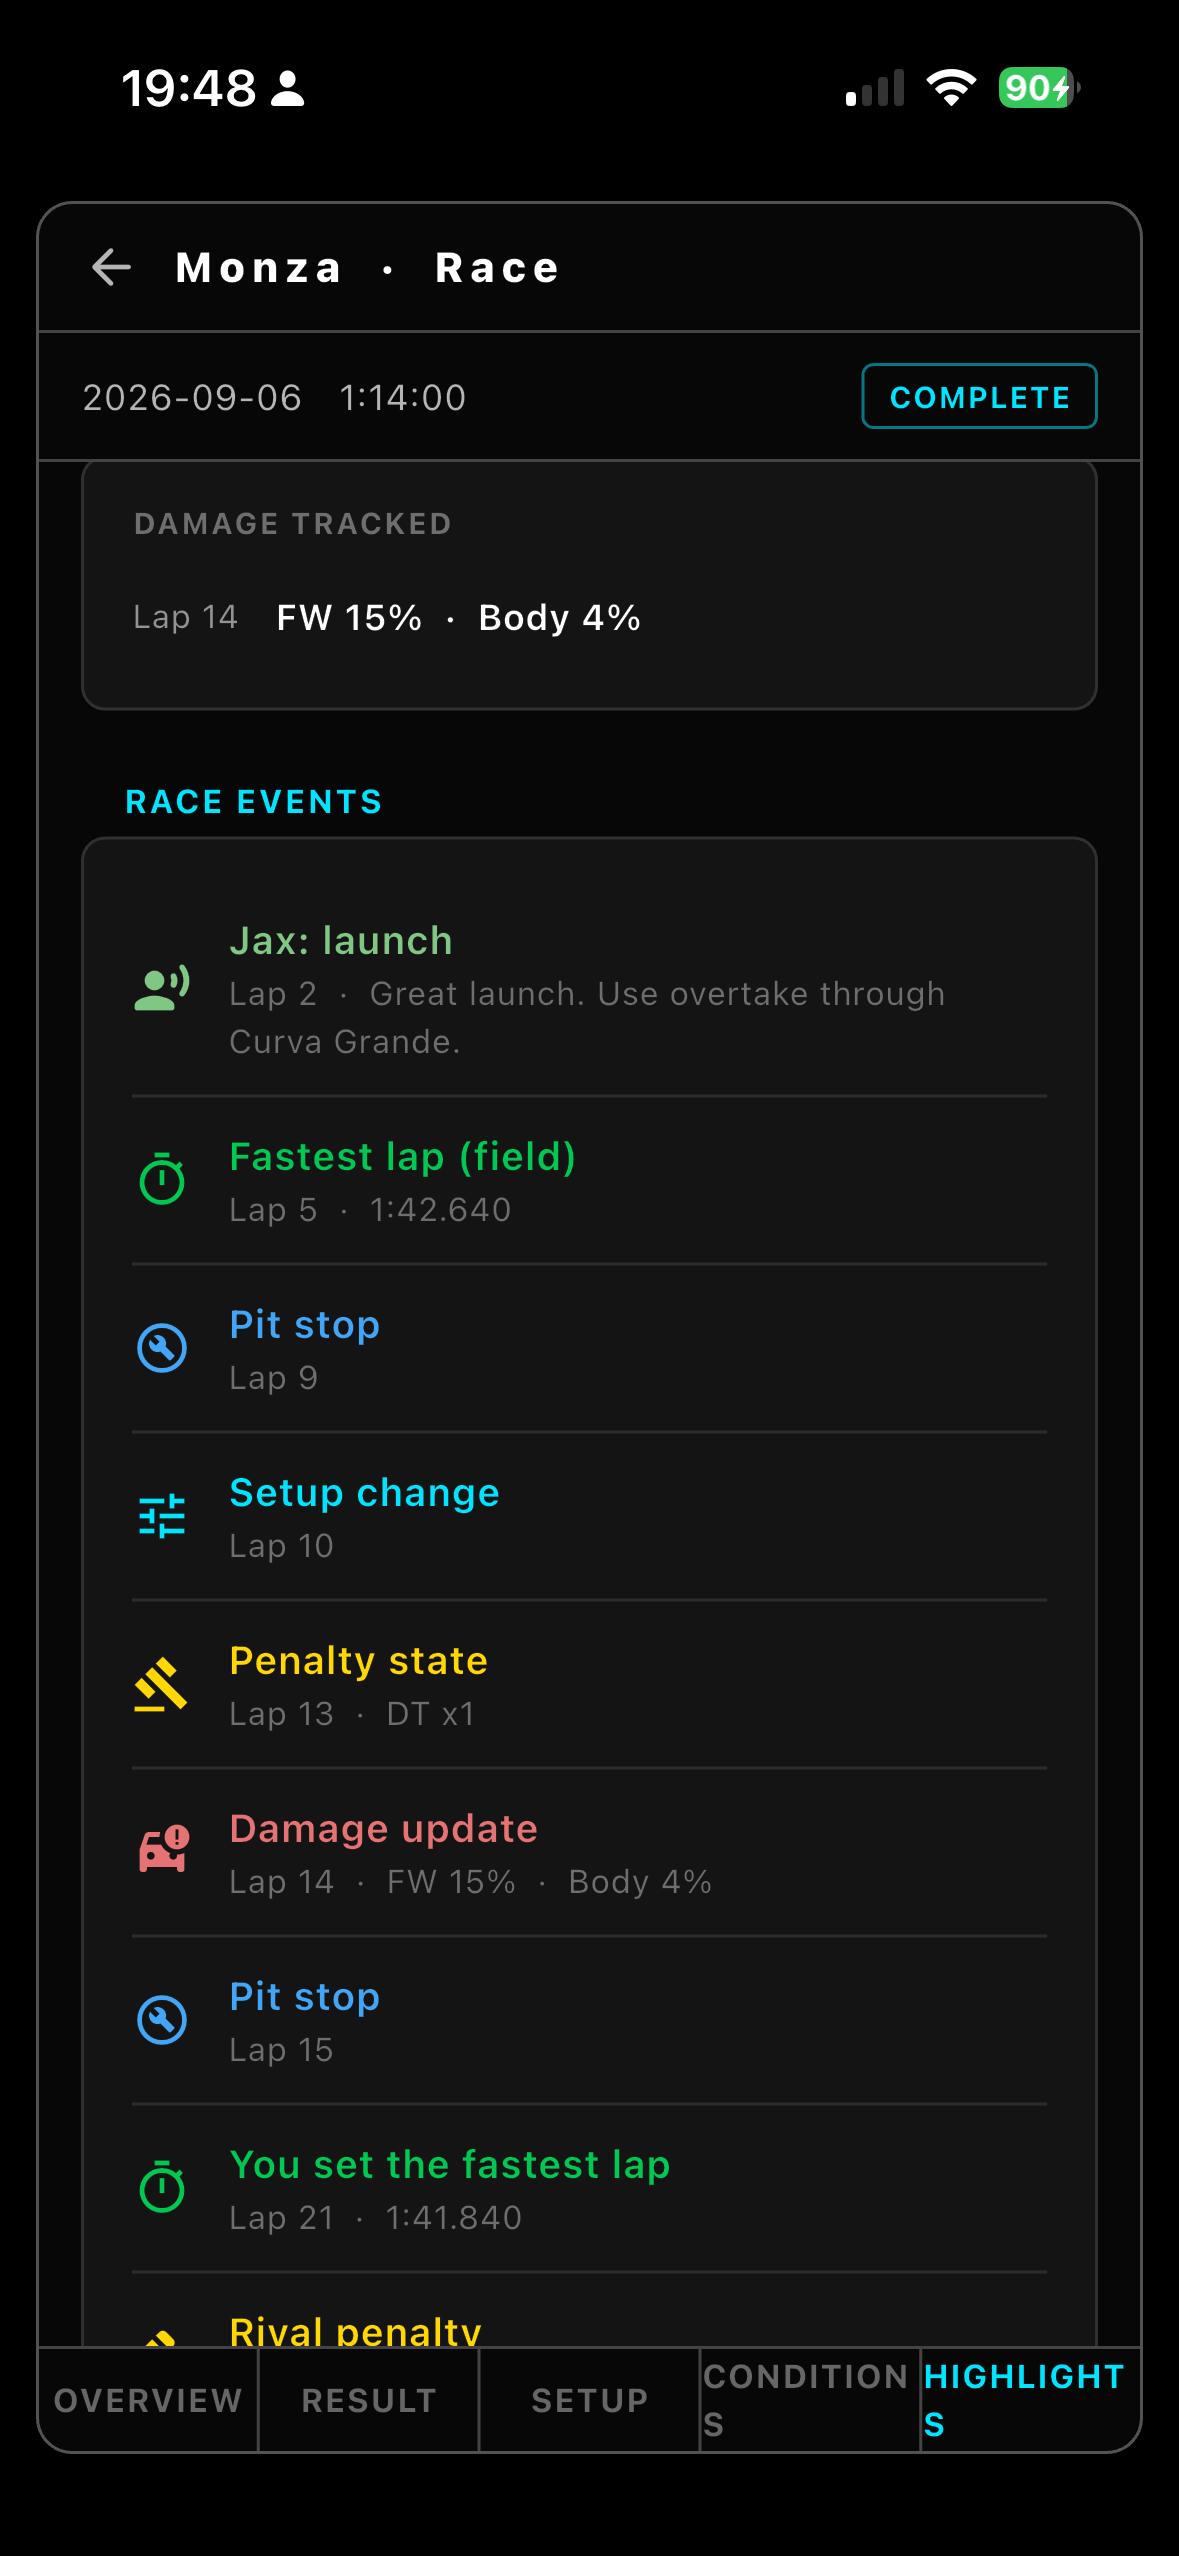 19:48
90
Monza · Race
2026-09-06 1:14:00
COMPLETE
DAMAGE TRACKED
Lap 14 FW 15% · Body 4%
RACE EVENTS
Jax: launch
Lap 2 · Great launch. Use overtake through
Curva Grande.
Fastest lap (field)
Lap 5 · 1:42.640
Pit stop
Lap 9
Setup change
Lap 10
Penalty state
Lap 13 · DT x1
Damage update
Lap 14 · FW 15% · Body 4%
Pit stop
Lap 15
You set the fastest lap
Lap 21 · 1:41.840
Rival penalty
OVERVIEW
RESULT
SETUP
CONDITION
S
HIGHLIGHT
S